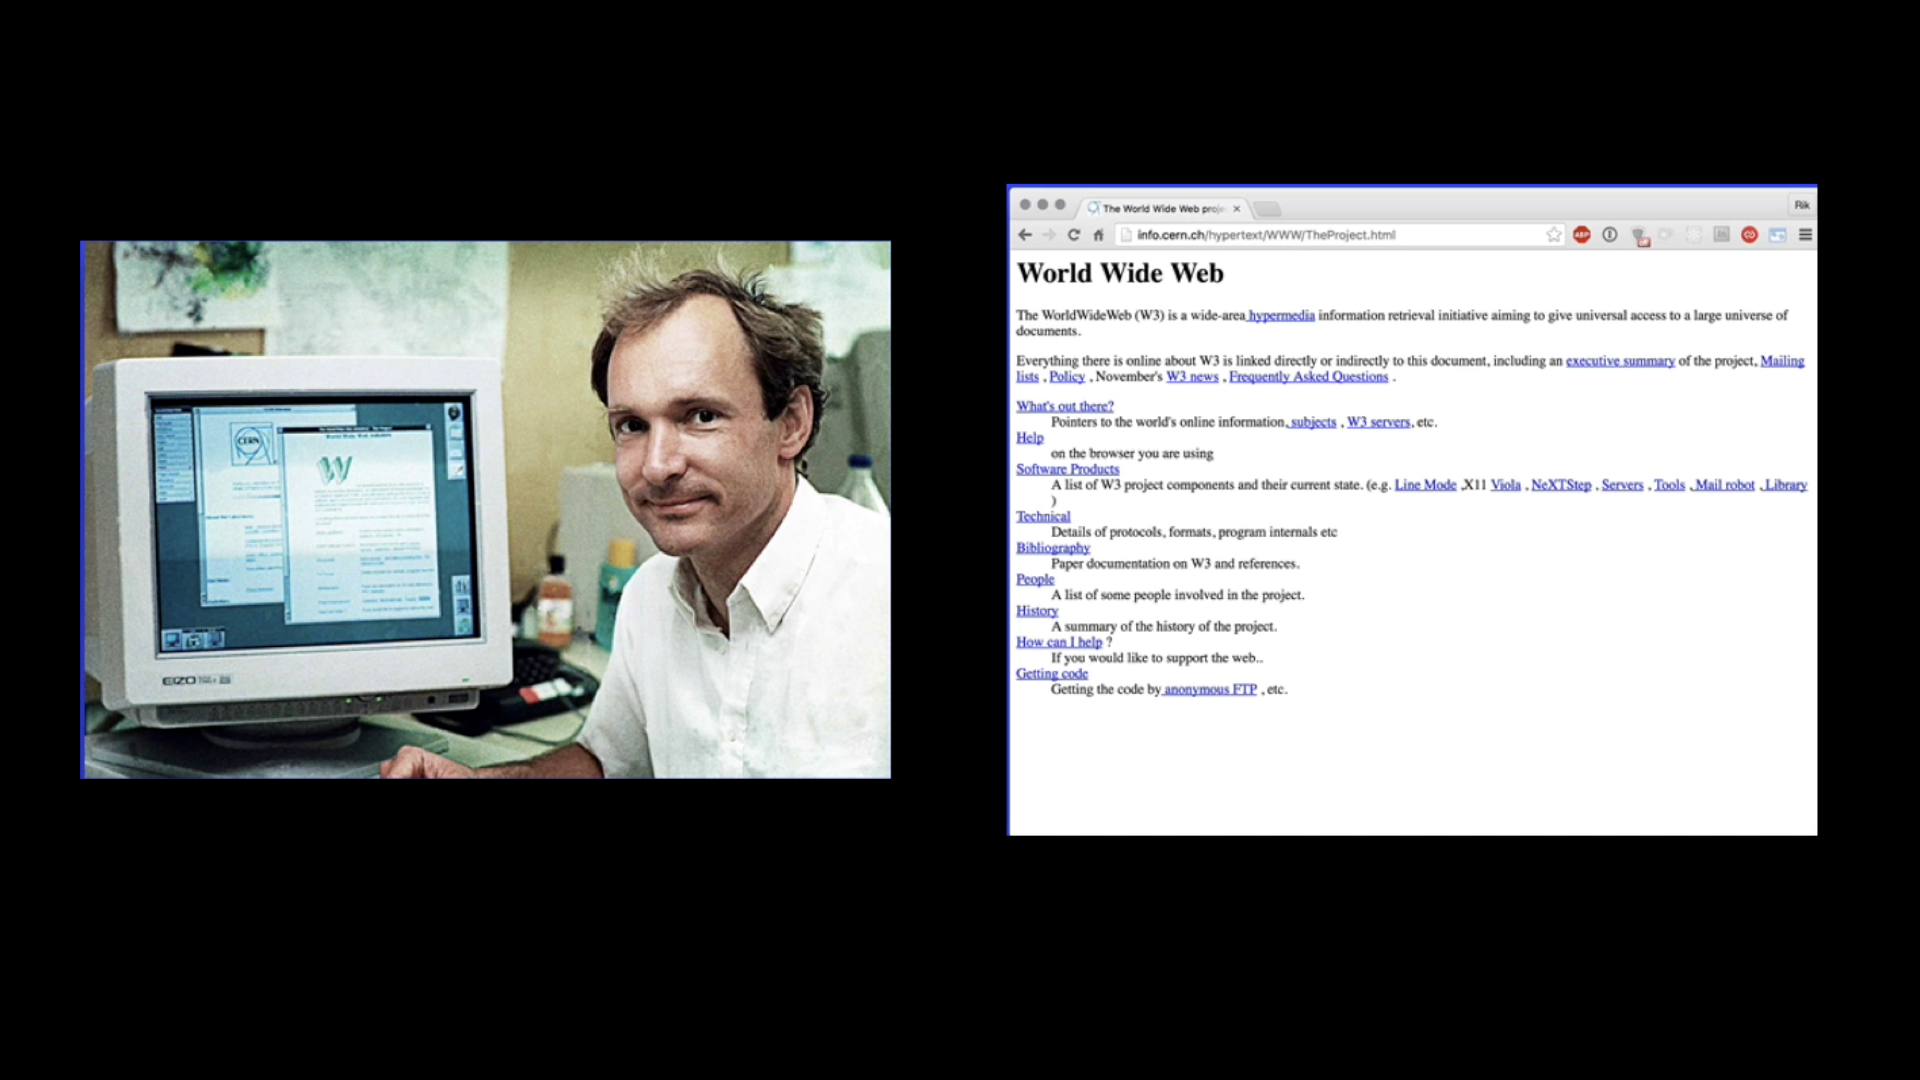 CERN
W
EIZO
The World Wide Web proje
Rik
info.cern.ch/hypertext/WWW/TheProject.html
ABP
World Wide Web
The WorldWideWeb (W3) is a wide-area hypermedia information retrieval initiative aiming to give universal access to a large universe of
documents.
Everything there is online about W3 is linked directly or indirectly to this document, including an executive summary of the project, Mailing
lists , Policy , November's W3 news , Frequently Asked Questions .
What's out there?
Pointers to the world's online information, subjects , W3 servers, etc.
Help
on the browser you are using
Software Products
A list of W3 project components and their current state. (e.g. Line Mode ,X11 Viola , NeXTStep , Servers , Tools , Mail robot , Library
)
Technical
Details of protocols, formats, program internals etc
Bibliography
Paper documentation on W3 and references.
People
A list of some people involved in the project.
History
A summary of the history of the project.
How can I help ?
If you would like to support the web..
Getting code
Getting the code by anonymous FTP , etc.